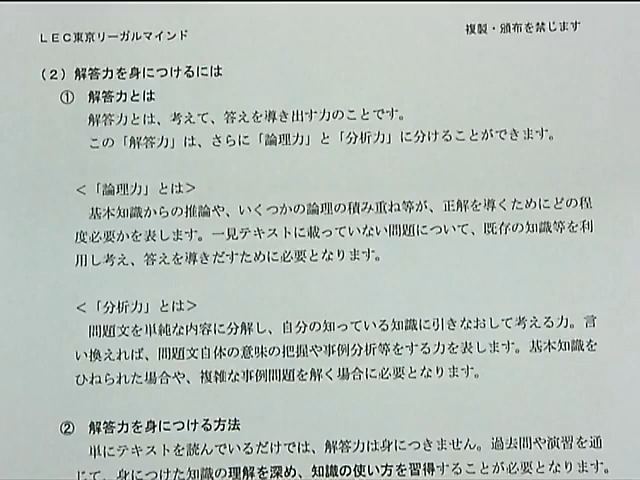 LEC東京リーガルマインド
複製・頒布を禁じます
(2)解答力を身につけるには
① 解答力とは
解答力とは、考えて、答えを導き出す力のことです。
この「解答力」は、さらに「論理力」と「分析力」に分けることができます。
<「論理力」とは>
基本知識からの推論や、いくつかの論理の積み重ね等が、正解を導くためにどの程
度必要かを表します。一見テキストに載っていない問題について、既存の知識等を利
用し考え、答えを導きだすために必要となります。
<「分析力」とは>
問題文を単純な内容に分解し、自分の知っている知識に引きなおして考える力。言
い換えれば、問題文自体の意味の把握や事例分析等をする力を表します。基本知識を
ひねられた場合や、複雑な事例問題を解く場合に必要となります。
② 解答力を身につける方法
単にテキストを読んでいるだけでは、解答力は身につきません。過去問や演習を通
じて、身につけた知識の理解を深め、知識の使い方を習得することが必要となります。